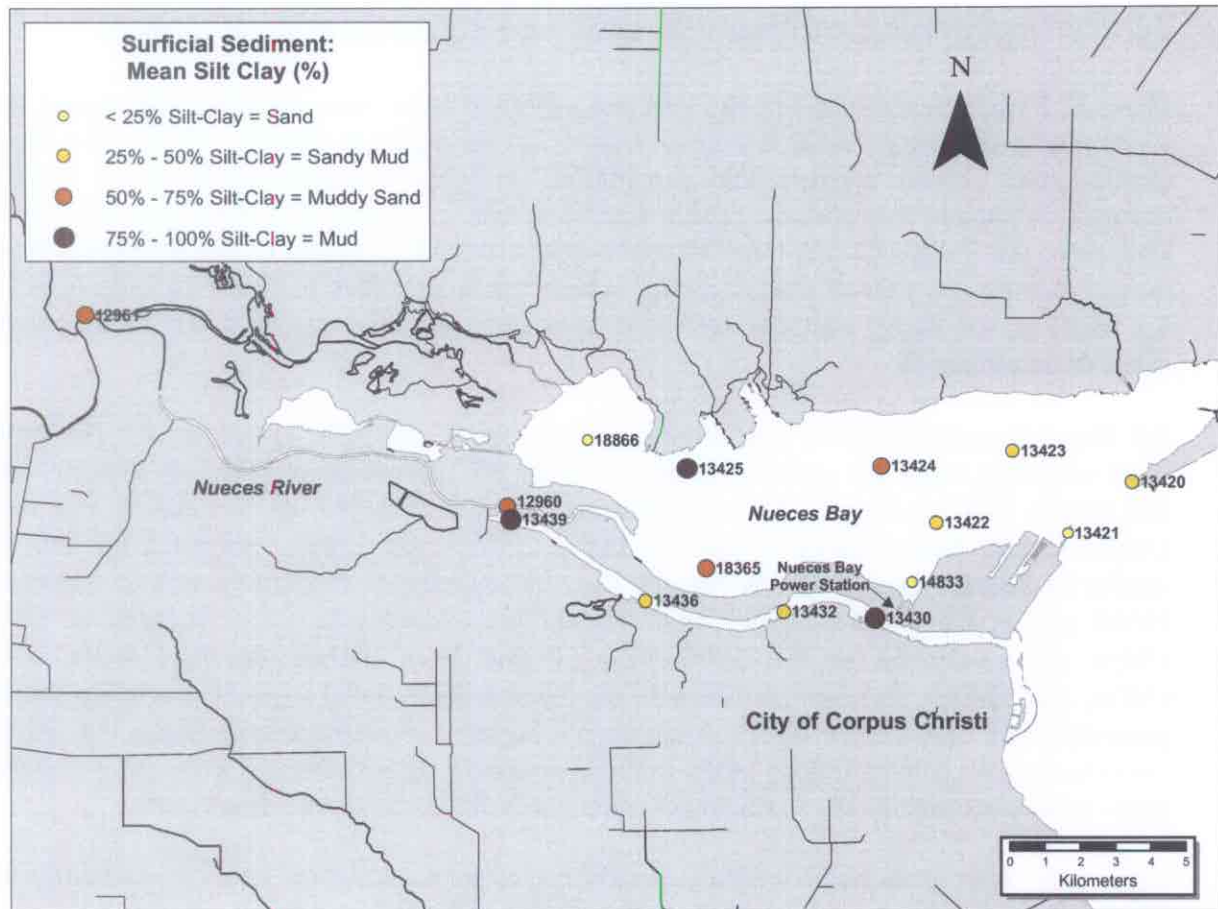 Surficial Sediment:
Mean Silt Clay (%)
< 25% Silt-Clay = Sand
25% - 50% Silt-Clay = Sandy Mud
50% - 75% Silt-Clay = Muddy Sand
75% - 100% Silt-Clay = Mud
N
12961
18866
13425
13424
13423
13420
Nueces River
12960
13439
Nueces Bay
13422
13421
18365
Nueces Bay
Power Station
14833
13436
13432
13430
City of Corpus Christi
0 1 2 3 4 5
Kilometers